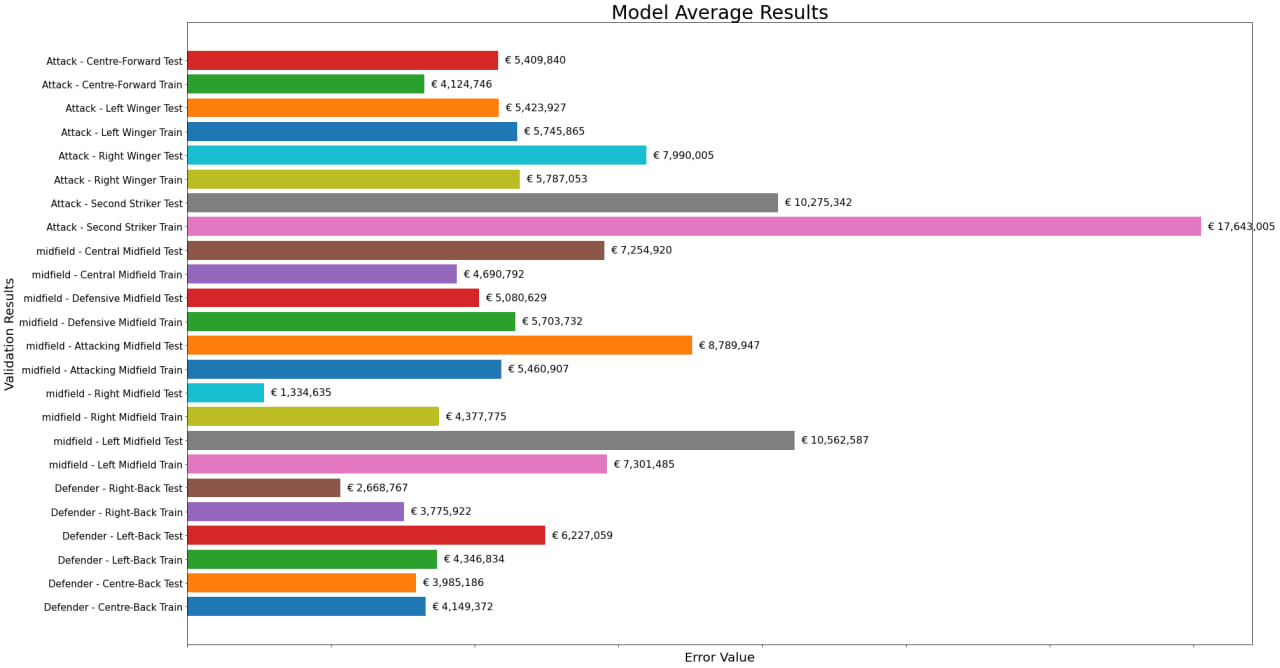 Model Average Results
Validation Results
Attack - Centre-Forward Test € 5,409,840
Attack - Centre-Forward Train € 4,124,746
Attack - Left Winger Test € 5,423,927
Attack - Left Winger Train € 5,745,865
Attack - Right Winger Test € 7,990,005
Attack - Right Winger Train € 5,787,053
Attack - Second Striker Test € 10,275,342
Attack - Second Striker Train € 17,643,005
midfield - Central Midfield Test € 7,254,920
midfield - Central Midfield Train € 4,690,792
midfield - Defensive Midfield Test € 5,080,629
midfield - Defensive Midfield Train € 5,703,732
midfield - Attacking Midfield Test € 8,789,947
midfield - Attacking Midfield Train € 5,460,907
midfield - Right Midfield Test € 1,334,635
midfield - Right Midfield Train € 4,377,775
midfield - Left Midfield Test € 10,562,587
midfield - Left Midfield Train € 7,301,485
Defender - Right-Back Test € 2,668,767
Defender - Right-Back Train € 3,775,922
Defender - Left-Back Test € 6,227,059
Defender - Left-Back Train € 4,346,834
Defender - Centre-Back Test € 3,985,186
Defender - Centre-Back Train € 4,149,372
Error Value